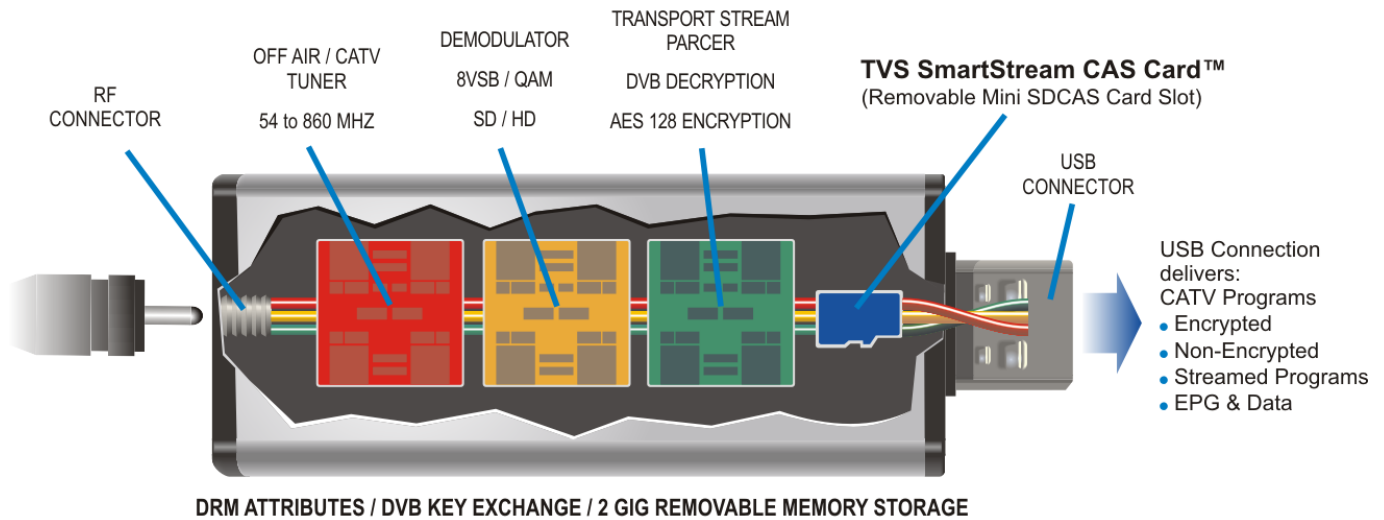 RF
CONNECTOR
OFF AIR / CATV
TUNER
54 to 860 MHZ
DEMODULATOR
8VSB / QAM
SD / HD
TRANSPORT STREAM
PARCER
DVB DECRYPTION
AES 128 ENCRYPTION
TVS SmartStream CAS Card™
(Removable Mini SDCAS Card Slot)
USB
CONNECTOR
USB Connection
delivers:
CATV Programs
• Encrypted
• Non-Encrypted
• Streamed Programs
• EPG & Data
DRM ATTRIBUTES / DVB KEY EXCHANGE / 2 GIG REMOVABLE MEMORY STORAGE